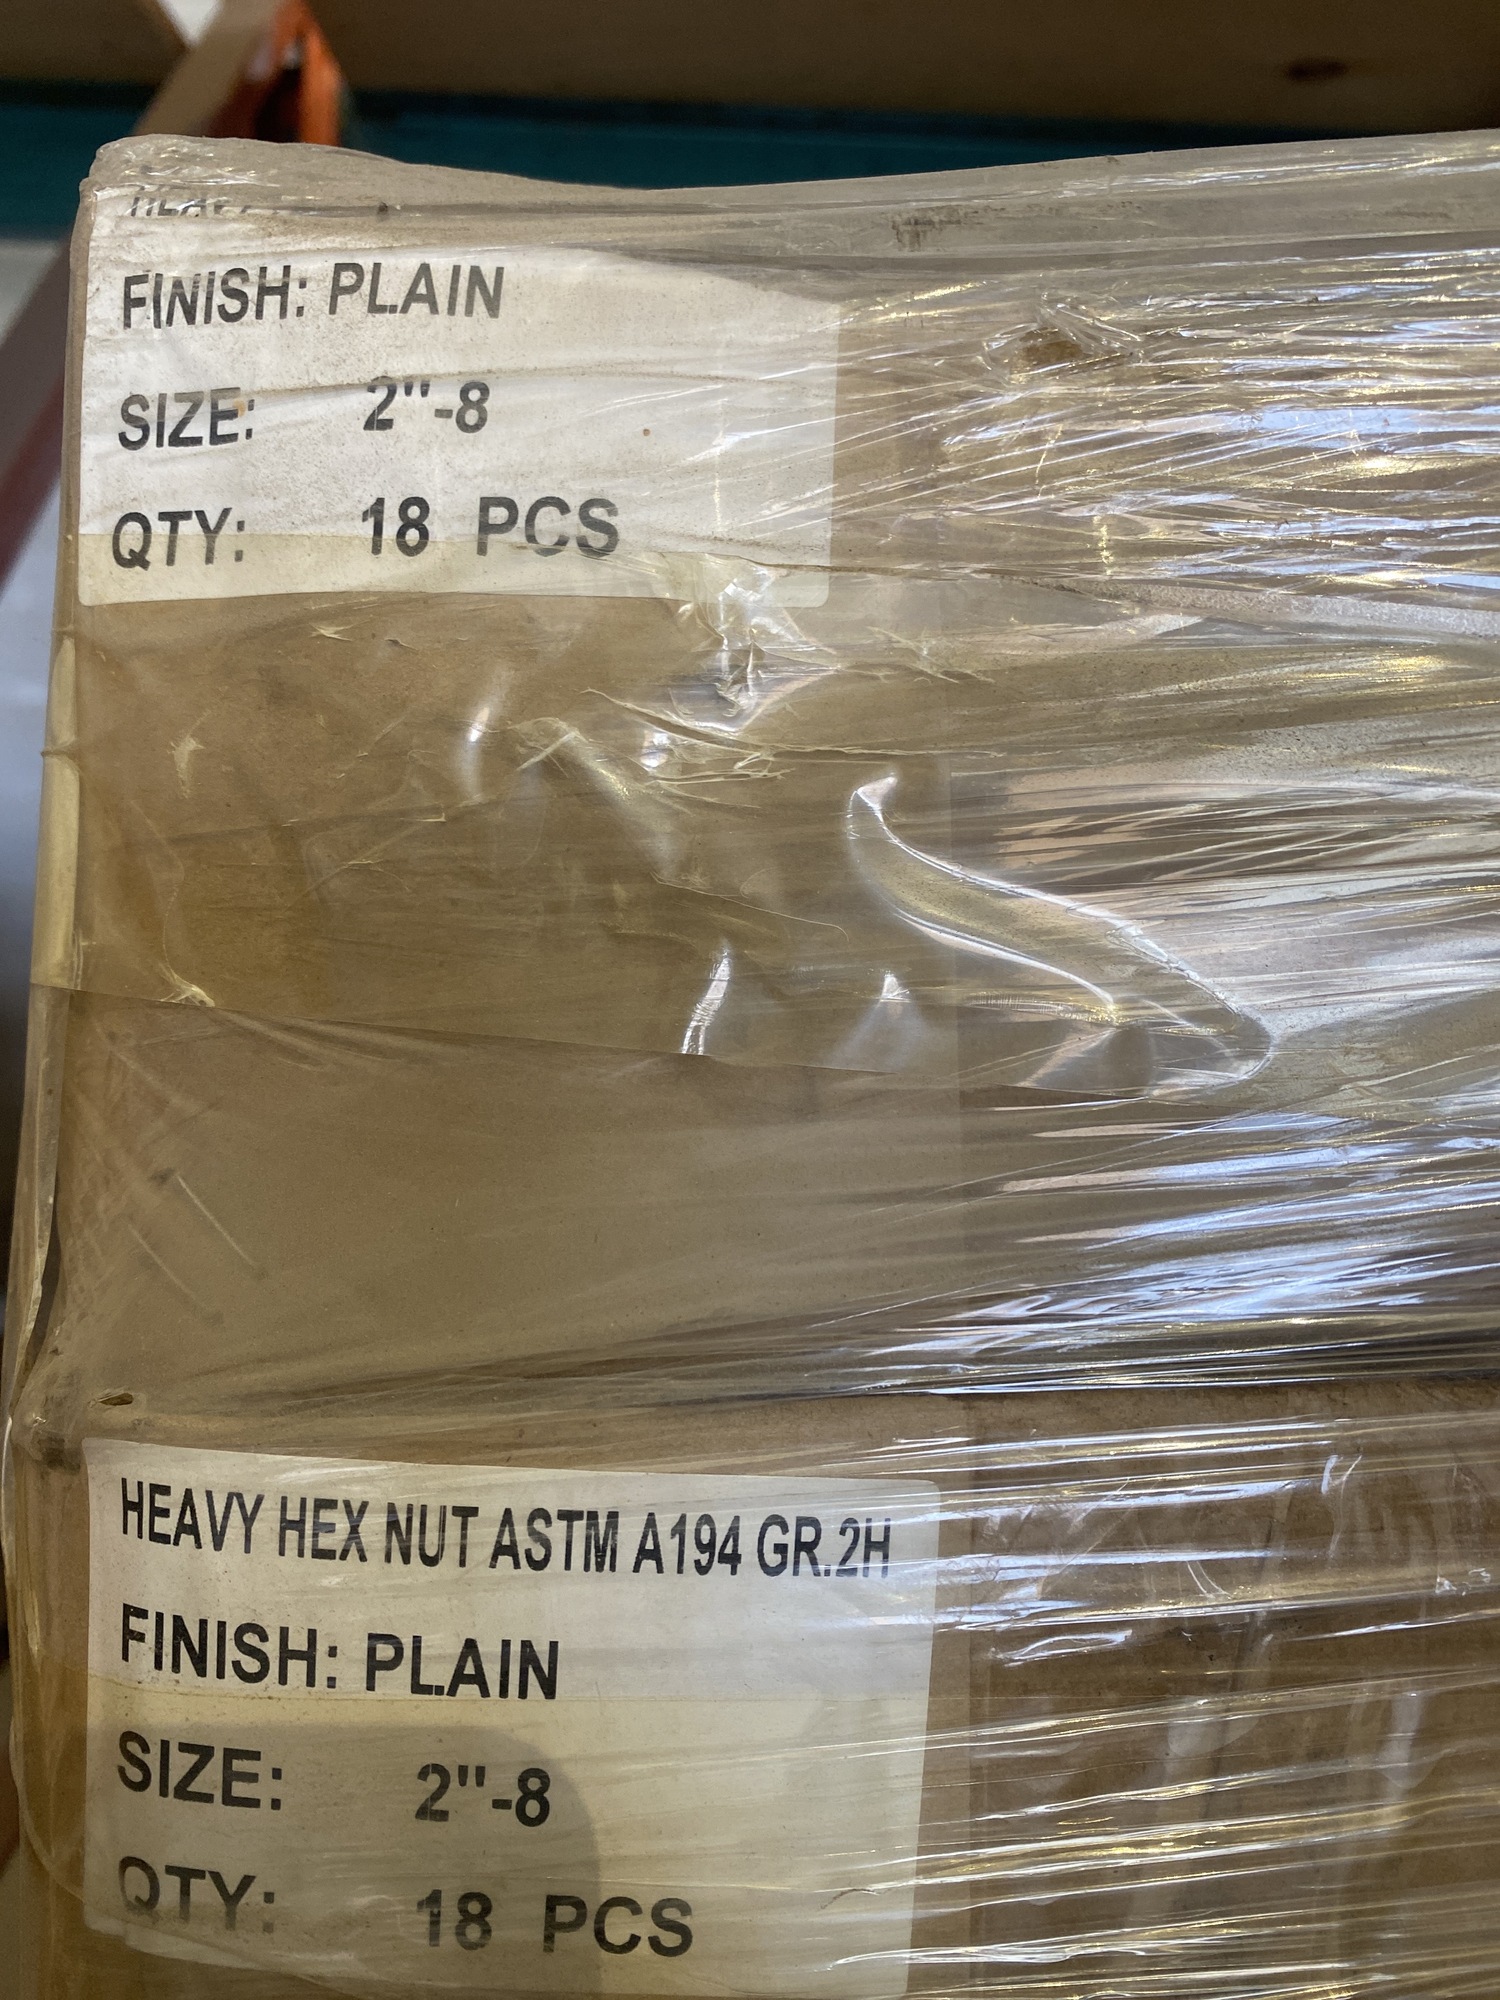 FINISH: PLAIN
SIZE: 2"-8
QTY: 18 PCS
HEAVY HEX NUT ASTM A194 GR.2H
FINISH: PLAIN
SIZE: 2"-8
QTY: 18 PCS